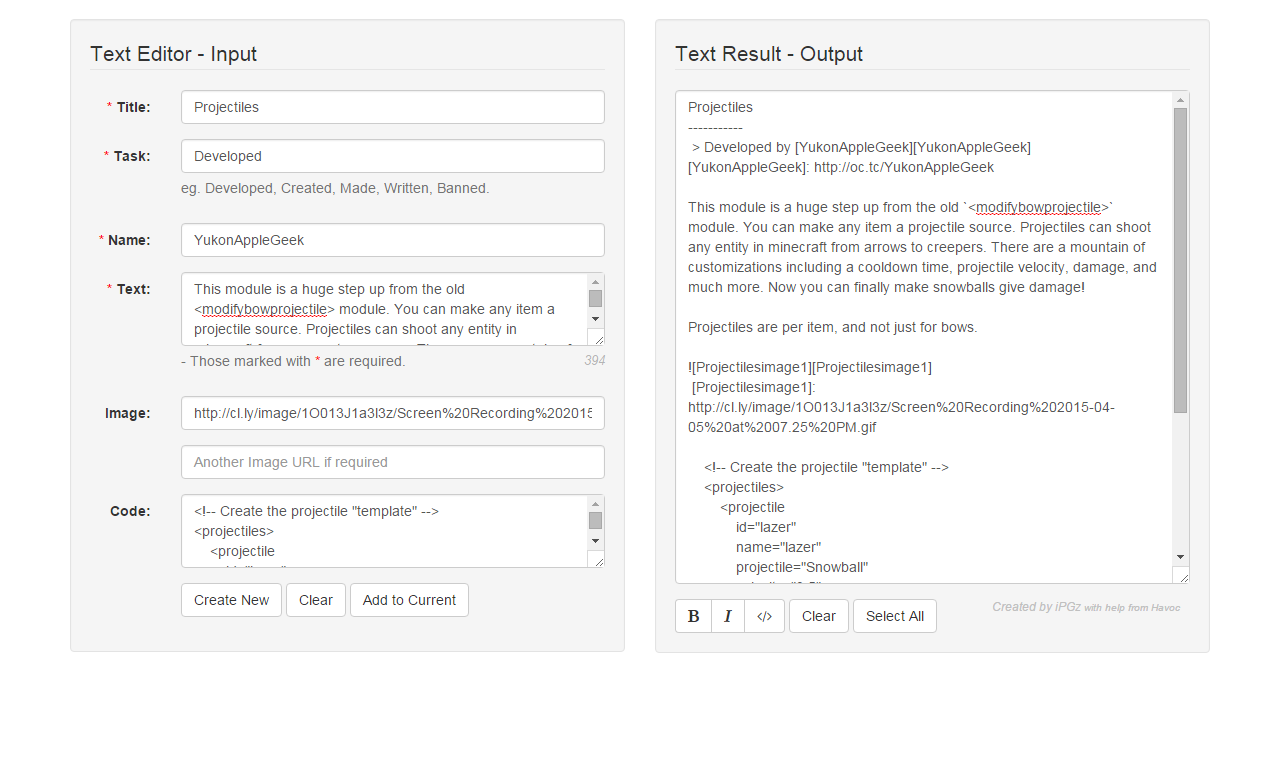 Text Editor - Input
* Title:
Projectiles
* Task:
Developed
eg. Developed, Created, Made, Written, Banned.
* Name:
YukonAppleGeek
* Text:
This module is a huge step up from the old
<modifybowprojectile> module. You can make any item a
projectile source. Projectiles can shoot any entity in
- Those marked with * are required.
394
Image:
http://cl.ly/image/1O013J1a3I3z/Screen%20Recording%202015
Another Image URL if required
Code:
<!-- Create the projectile "template" -->
<projectiles>
<projectile
Create New
Clear
Add to Current
Text Result - Output
Projectiles
-----------
> Developed by [YukonAppleGeek][YukonAppleGeek]
[YukonAppleGeek]: http://oc.tc/YukonAppleGeek
This module is a huge step up from the old `<modifybowprojectile>`
module. You can make any item a projectile source. Projectiles can shoot
any entity in minecraft from arrows to creepers. There are a mountain of
customizations including a cooldown time, projectile velocity, damage, and
much more. Now you can finally make snowballs give damage!
Projectiles are per item, and not just for bows.
![Projectilesimage1][Projectilesimage1]
[Projectilesimage1]:
http://cl.ly/image/1O013J1a3I3z/Screen%20Recording%202015-04-
05%20at%2007.25%20PM.gif
<!-- Create the projectile "template" -->
<projectiles>
<projectile
id="lazer"
name="lazer"
projectile="Snowball"
B
I
</>
Clear
Select All
Created by iPGz with help from Havoc